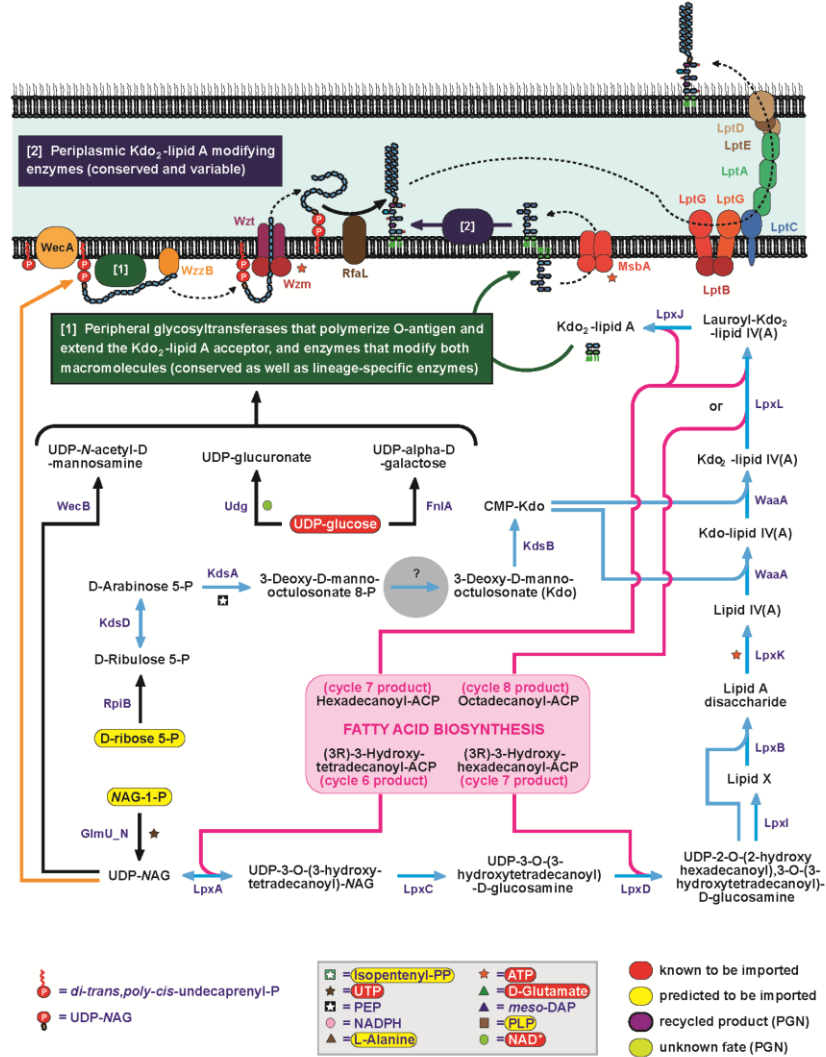 LptD
LptE
LptA
LptG LptG
LptC
LptB
[2] Periplasmic Kdo2-lipid A modifying
enzymes (conserved and variable)
Wzt
[2]
WecA
P
P
P
[1]
WzzB
P
P
Wzm
P
P
RfaL
MsbA
[1] Peripheral glycosyltransferases that polymerize O-antigen and
extend the Kdo2-lipid A acceptor, and enzymes that modify both
macromolecules (conserved as well as lineage-specific enzymes)
Kdo2-lipid A
LpxJ
Lauroyl-Kdo2
-lipid IV(A)
or
LpxL
Kdo2 -lipid IV(A)
WaaA
Kdo-lipid IV(A)
WaaA
Lipid IV(A)
LpxK
Lipid A
disaccharide
LpxB
Lipid X
LpxI
UDP-N-acetyl-D
-mannosamine
UDP-glucuronate
UDP-alpha-D
-galactose
WecB
Udg
UDP-glucose
FnlA
CMP-Kdo
KdsB
D-Arabinose 5-P
KdsA
3-Deoxy-D-manno-
octulosonate 8-P
?
3-Deoxy-D-manno-
octulosonate (Kdo)
KdsD
D-Ribulose 5-P
RpiB
D-ribose 5-P
(cycle 7 product)
Hexadecanoyl-ACP
(cycle 8 product)
Octadecanoyl-ACP
FATTY ACID BIOSYNTHESIS
(3R)-3-Hydroxy-
tetradecanoyl-ACP
(cycle 6 product)
(3R)-3-Hydroxy-
hexadecanoyl-ACP
(cycle 7 product)
NAG-1-P
GlmU_N
UDP-NAG
LpxA
UDP-3-O-(3-hydroxy-
tetradecanoyl)-NAG
LpxC
UDP-3-O-(3-
hydroxytetradecanoyl)
-D-glucosamine
LpxD
UDP-2-O-(2-hydroxy
hexadecanoyl),3-O-(3-
hydroxytetradecanoyl)-
D-glucosamine
P = di-trans,poly-cis-undecaprenyl-P
P = UDP-NAG
= Isopentenyl-PP
= UTP
= PEP
= NADPH
= L-Alanine
= ATP
= D-Glutamate
= meso-DAP
= PLP
= NAD+
known to be imported
predicted to be imported
recycled product (PGN)
unknown fate (PGN)